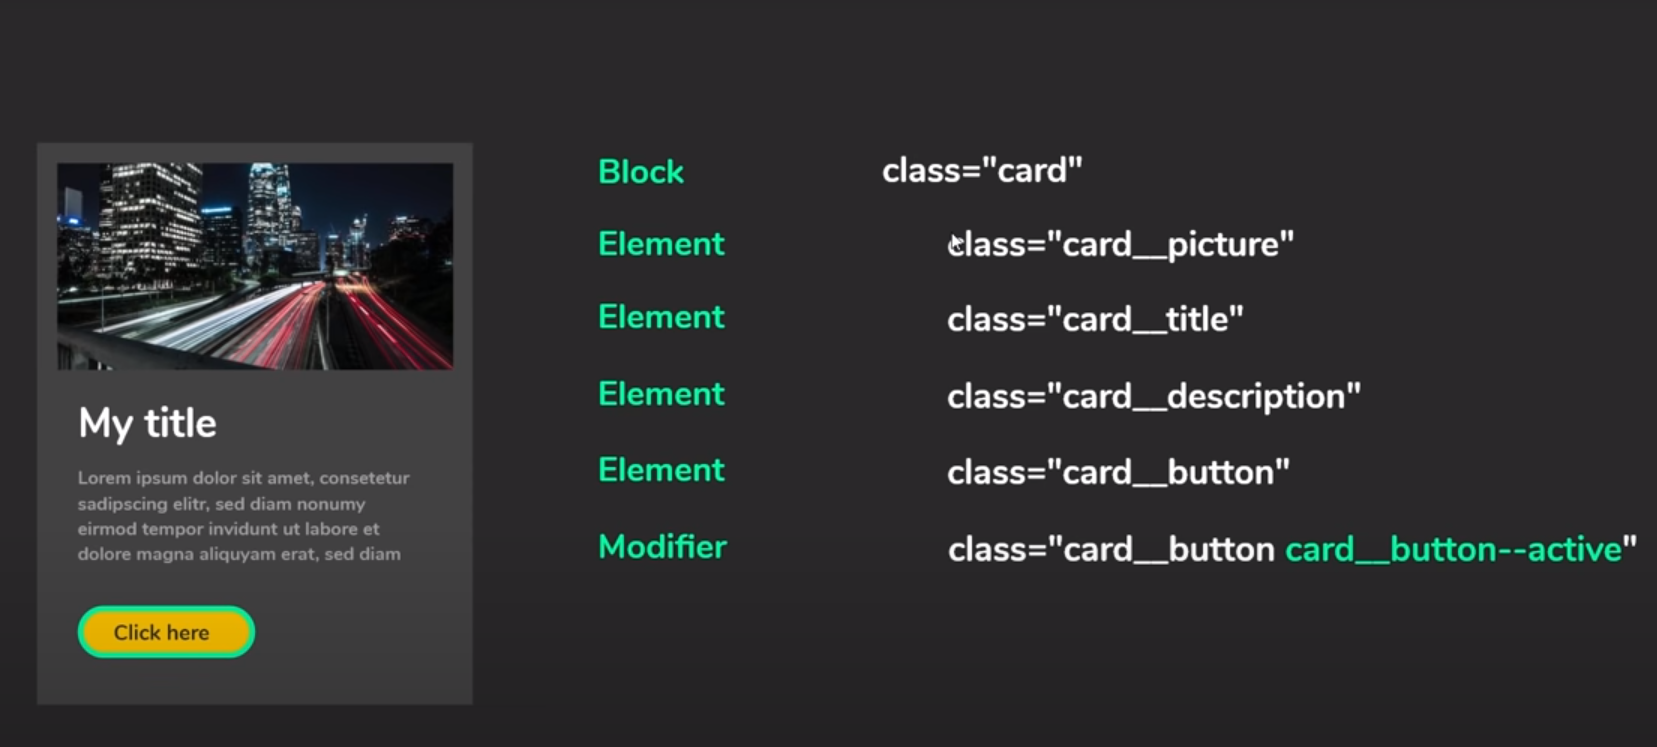 My title
Lorem ipsum dolor sit amet, consetetur
sadipscing elitr, sed diam nonumy
eirmod tempor invidunt ut labore et
dolore magna aliquyam erat, sed diam
Click here
Block class="card"
Element class="card__picture"
Element class="card__title"
Element class="card__description"
Element class="card__button"
Modifier class="card__button card__button--active"